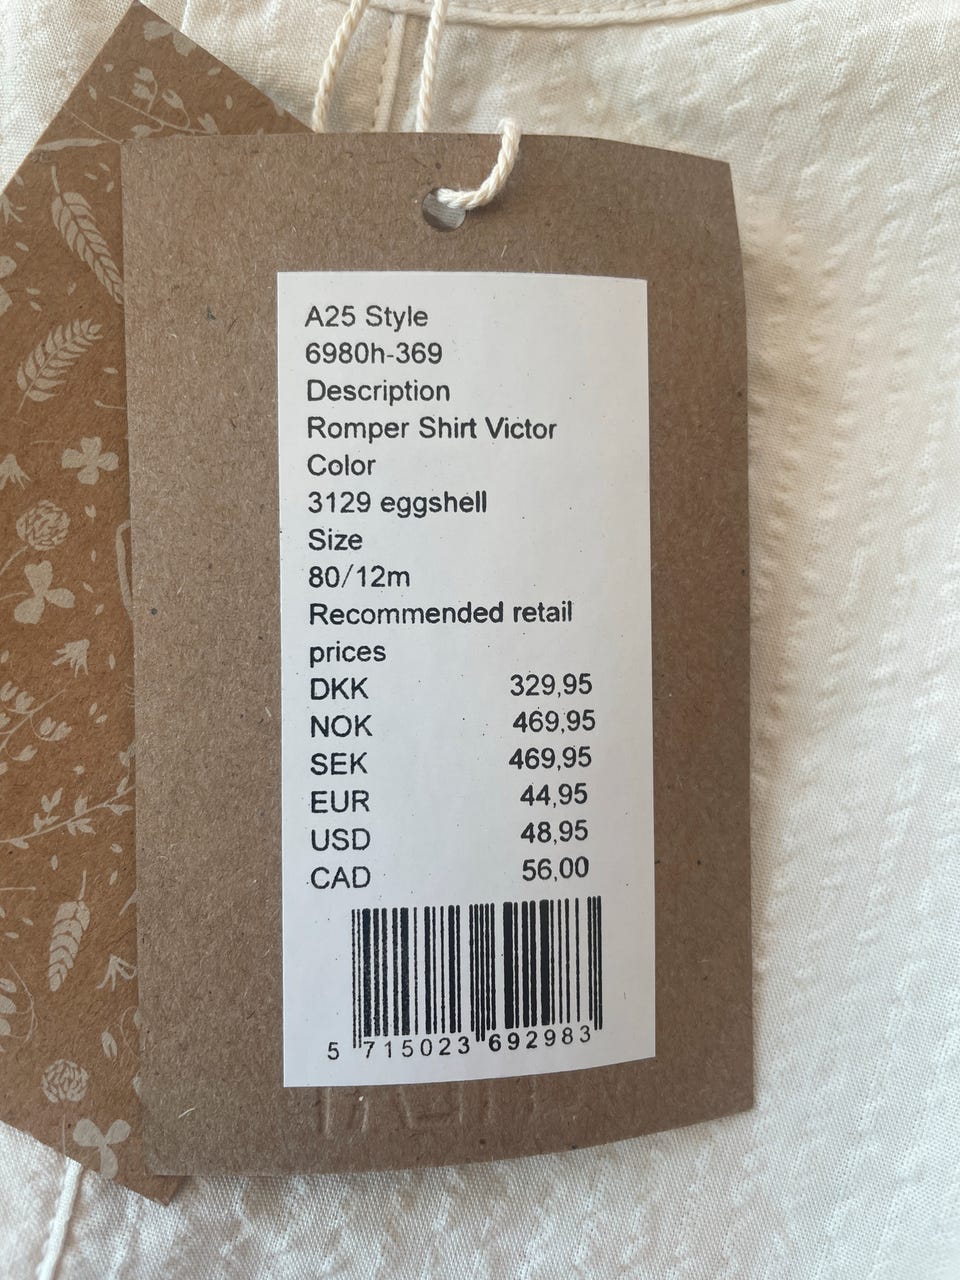 A25 Style
6980h-369
Description
Romper Shirt Victor
Color
3129 eggshell
Size
80/12m
Recommended retail
prices
DKK 329,95
NOK 469,95
SEK 469,95
EUR 44,95
USD 48,95
CAD 56,00
5 715023 692983